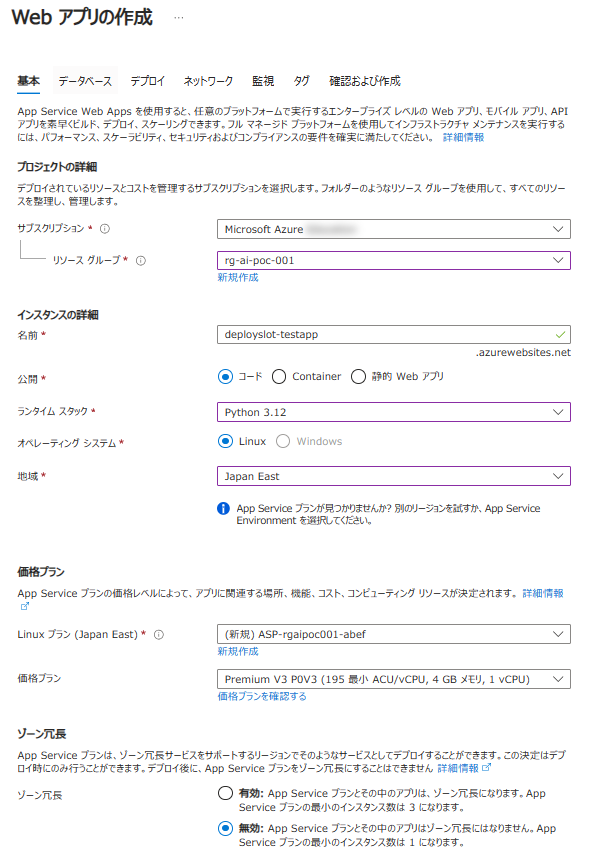 Web アプリの作成 ...
基本 データベース デプロイ ネットワーク 監視 タグ 確認および作成
App Service Web Apps を使用すると、任意のプラットフォームで実行するエンタープライズ レベルの Web アプリ、モバイル アプリ、API
アプリを素早くビルド、デプロイ、スケーリングできます。フル マネージド プラットフォームを使用してインフラストラクチャ メンテナンスを実行する
には、パフォーマンス、スケーラビリティ、セキュリティおよびコンプライアンスの要件を確実に満たしてください。 詳細情報
プロジェクトの詳細
デプロイされているリソースとコストを管理するサブスクリプションを選択します。フォルダーのようなリソース グループを使用して、すべてのリソー
スを整理し、管理します。
サブスクリプション * Microsoft Azure
リソース グループ * rg-ai-poc-001
新規作成
インスタンスの詳細
名前 * deployslot-testapp
.azurewebsites.net
公開 * コード Container 静的 Web アプリ
ランタイム スタック * Python 3.12
オペレーティング システム * Linux Windows
地域 * Japan East
App Service プランが見つかりませんか? 別のリージョンを試すか、App Service
Environment を選択してください。
価格プラン
App Service プランの価格レベルによって、アプリに関連する場所、機能、コスト、コンピューティング リソースが決定されます。 詳細情報
Linux プラン (Japan East) * (新規) ASP-rgaipoc001-abef
新規作成
価格プラン Premium V3 P0V3 (195 最小 ACU/vCPU, 4 GB メモリ, 1 vCPU)
価格プランを確認する
ゾーン冗長
App Service プランは、ゾーン冗長サービスをサポートするリージョンでそのようなサービスとしてデプロイすることができます。この決定はデプ
ロイ時にのみ行うことができます。デプロイ後に、App Service プランをゾーン冗長にすることはできません 詳細情報
ゾーン冗長 有効: App Service プランとその中のアプリは、ゾーン冗長になります。App
Service プランの最小のインスタンス数は 3 になります。
無効: App Service プランとその中のアプリはゾーン冗長にはなりません。App
Service プランの最小のインスタンス数は 1 になります。